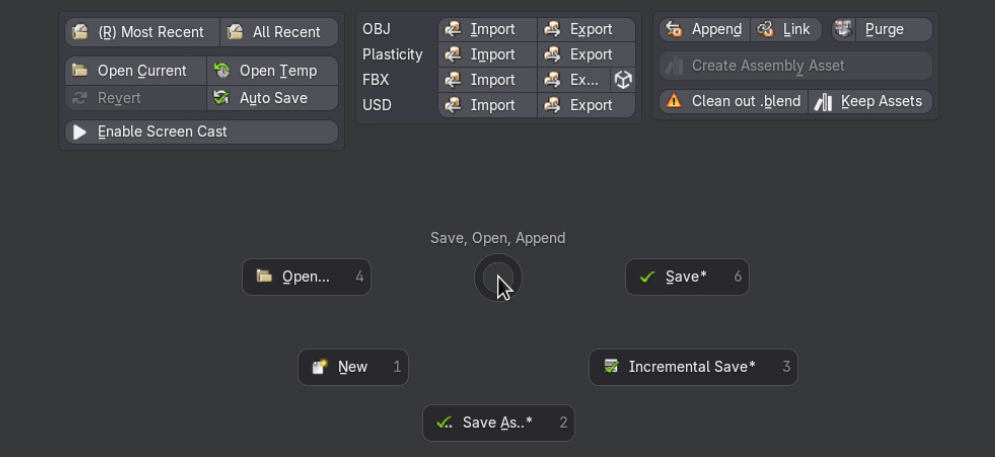 (R) Most Recent All Recent
Open Current Open Temp
Revert Auto Save
Enable Screen Cast
OBJ Import Export
Plasticity Import Export
FBX Import Ex...
USD Import Export
Append Link Purge
Create Assembly Asset
Clean out .blend Keep Assets
Save, Open, Append
Open... 4
Save* 6
New 1
Incremental Save* 3
Save As..* 2